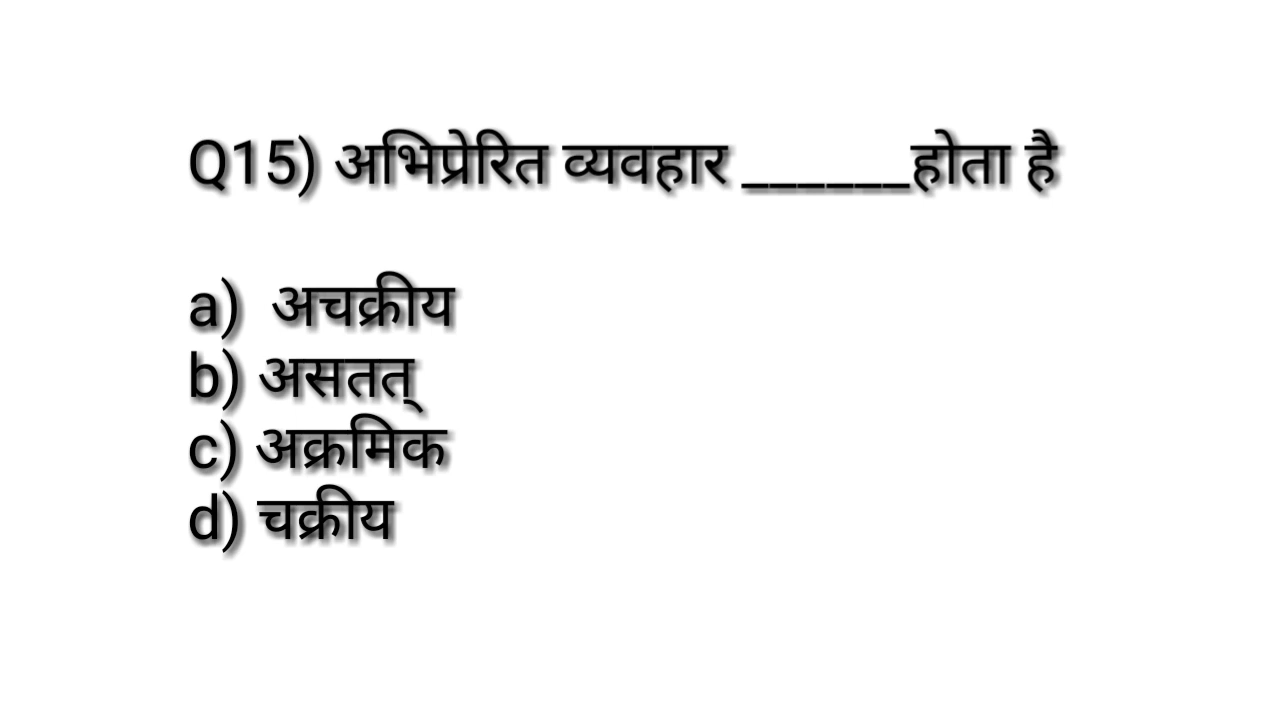 Q15) अभिप्रेरित व्यवहार ______होता है
a) अचक्रीय
b) असतत्
c) अक्रमिक
d) चक्रीय